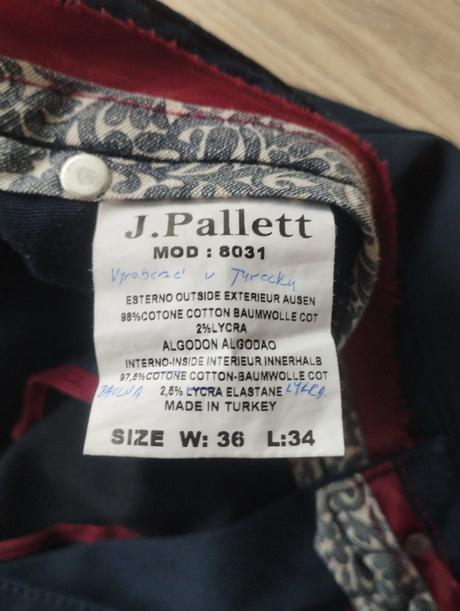 J.Pallett
MOD : 8031
Vyrobené v Turecku
ESTERNO OUTSIDE EXTERIEUR AUSEN
98%COTONE COTTON BAUMWOLLE COT
2%LYCRA
ALGODON ALGODAO
INTERNO-INSIDE INTERIEUR INNERHALB
97,5%COTONE COTTON-BAUMWOLLE COT
BAVLNA 2,5% LYCRA ELASTANE LYCRA
MADE IN TURKEY
SIZE W: 36 L:34